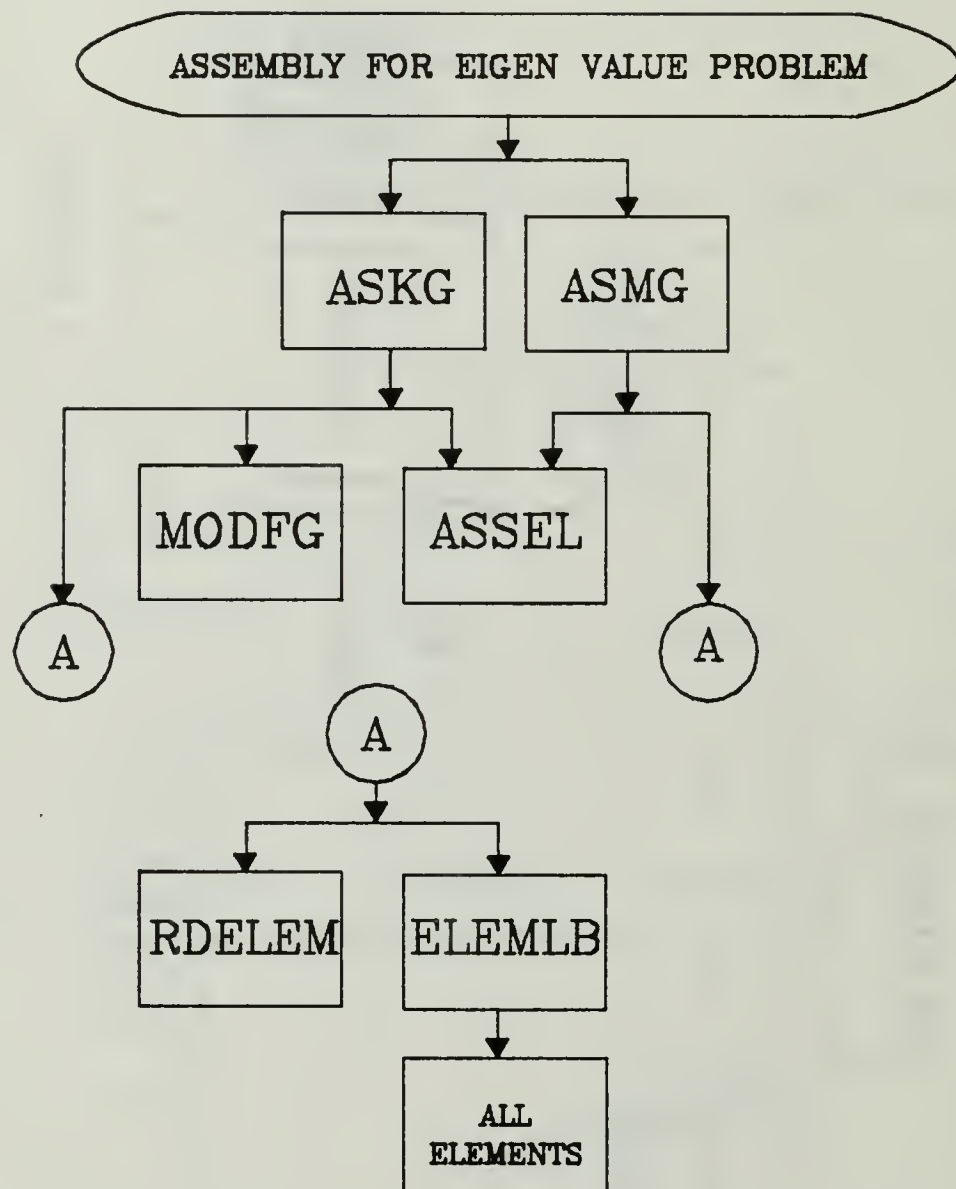 ASSEMBLY FOR EIGEN VALUE PROBLEM
ASKG
ASMG
MODFG
ASSEL
A
A
A
RDELEM
ELEMLB
ALL
ELEMENTS